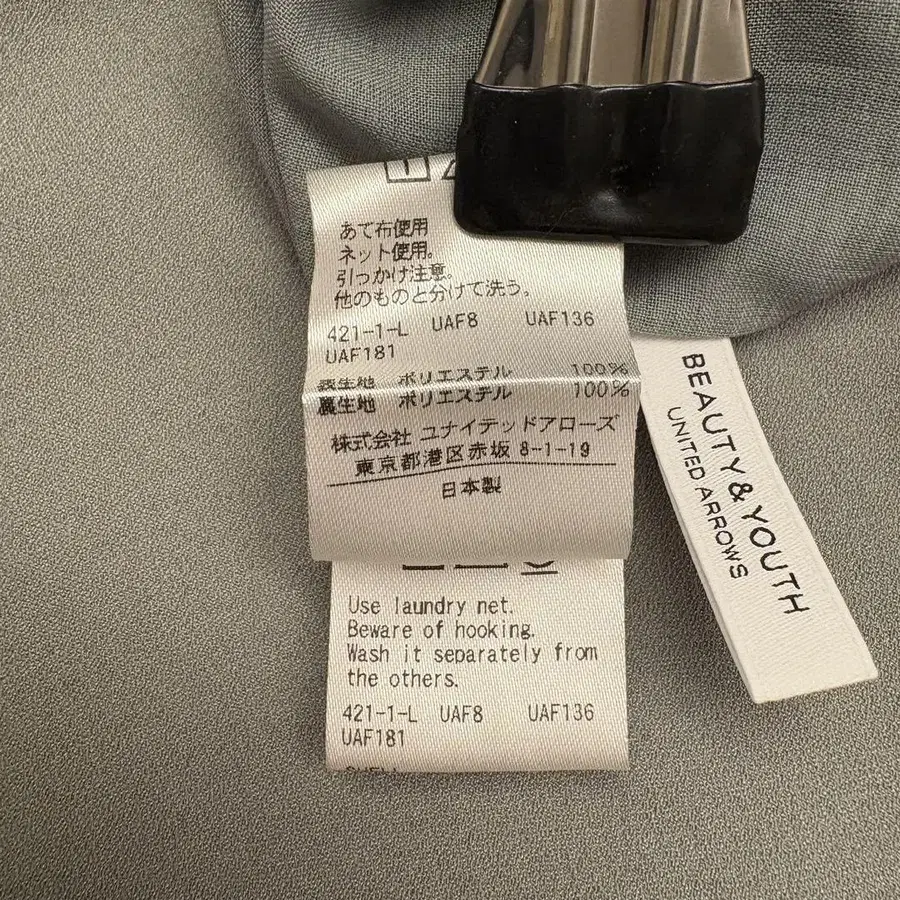 あて布使用
ネット使用。
引っかけ注意。
他のものと分けて洗う。
421-1-L UAF8 UAF136
UAF181
表生地 ポリエステル 100%
裏生地 ポリエステル 100%
株式会社 ユナイテッドアローズ
東京都港区赤坂 8-1-19
日本製
Use laundry net.
Beware of hooking.
Wash it separately from
the others.
421-1-L UAF8 UAF136
UAF181
BEAUTY&YOUTH
UNITED ARROWS